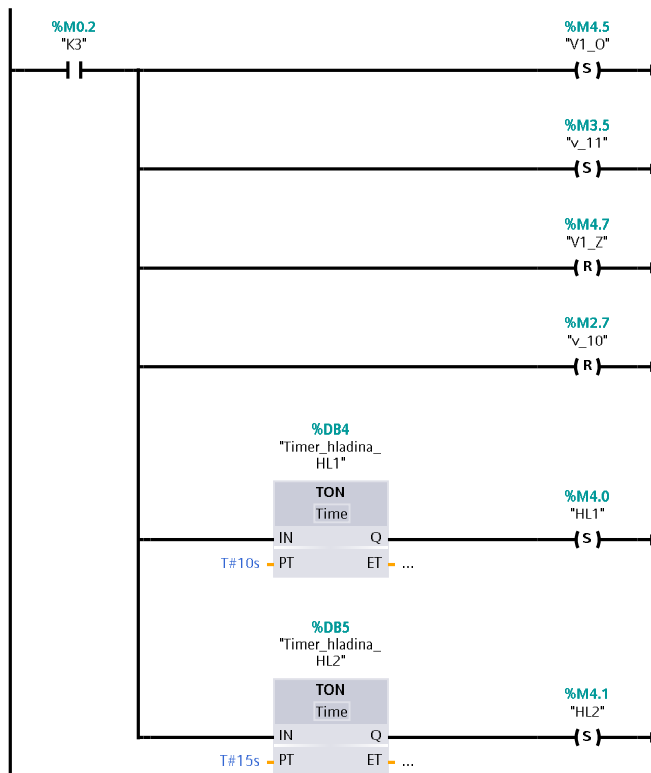 %M0.2
"K3"
%M4.5
"V1_O"
S
%M3.5
"v_11"
S
%M4.7
"V1_Z"
R
%M2.7
"v_10"
R
%DB4
"Timer_hladina_
HL1"
TON
Time
%M4.0
"HL1"
IN Q
S
T#10s PT ET ...
%DB5
"Timer_hladina_
HL2"
TON
Time
%M4.1
"HL2"
IN Q
S
T#15s PT ET ...